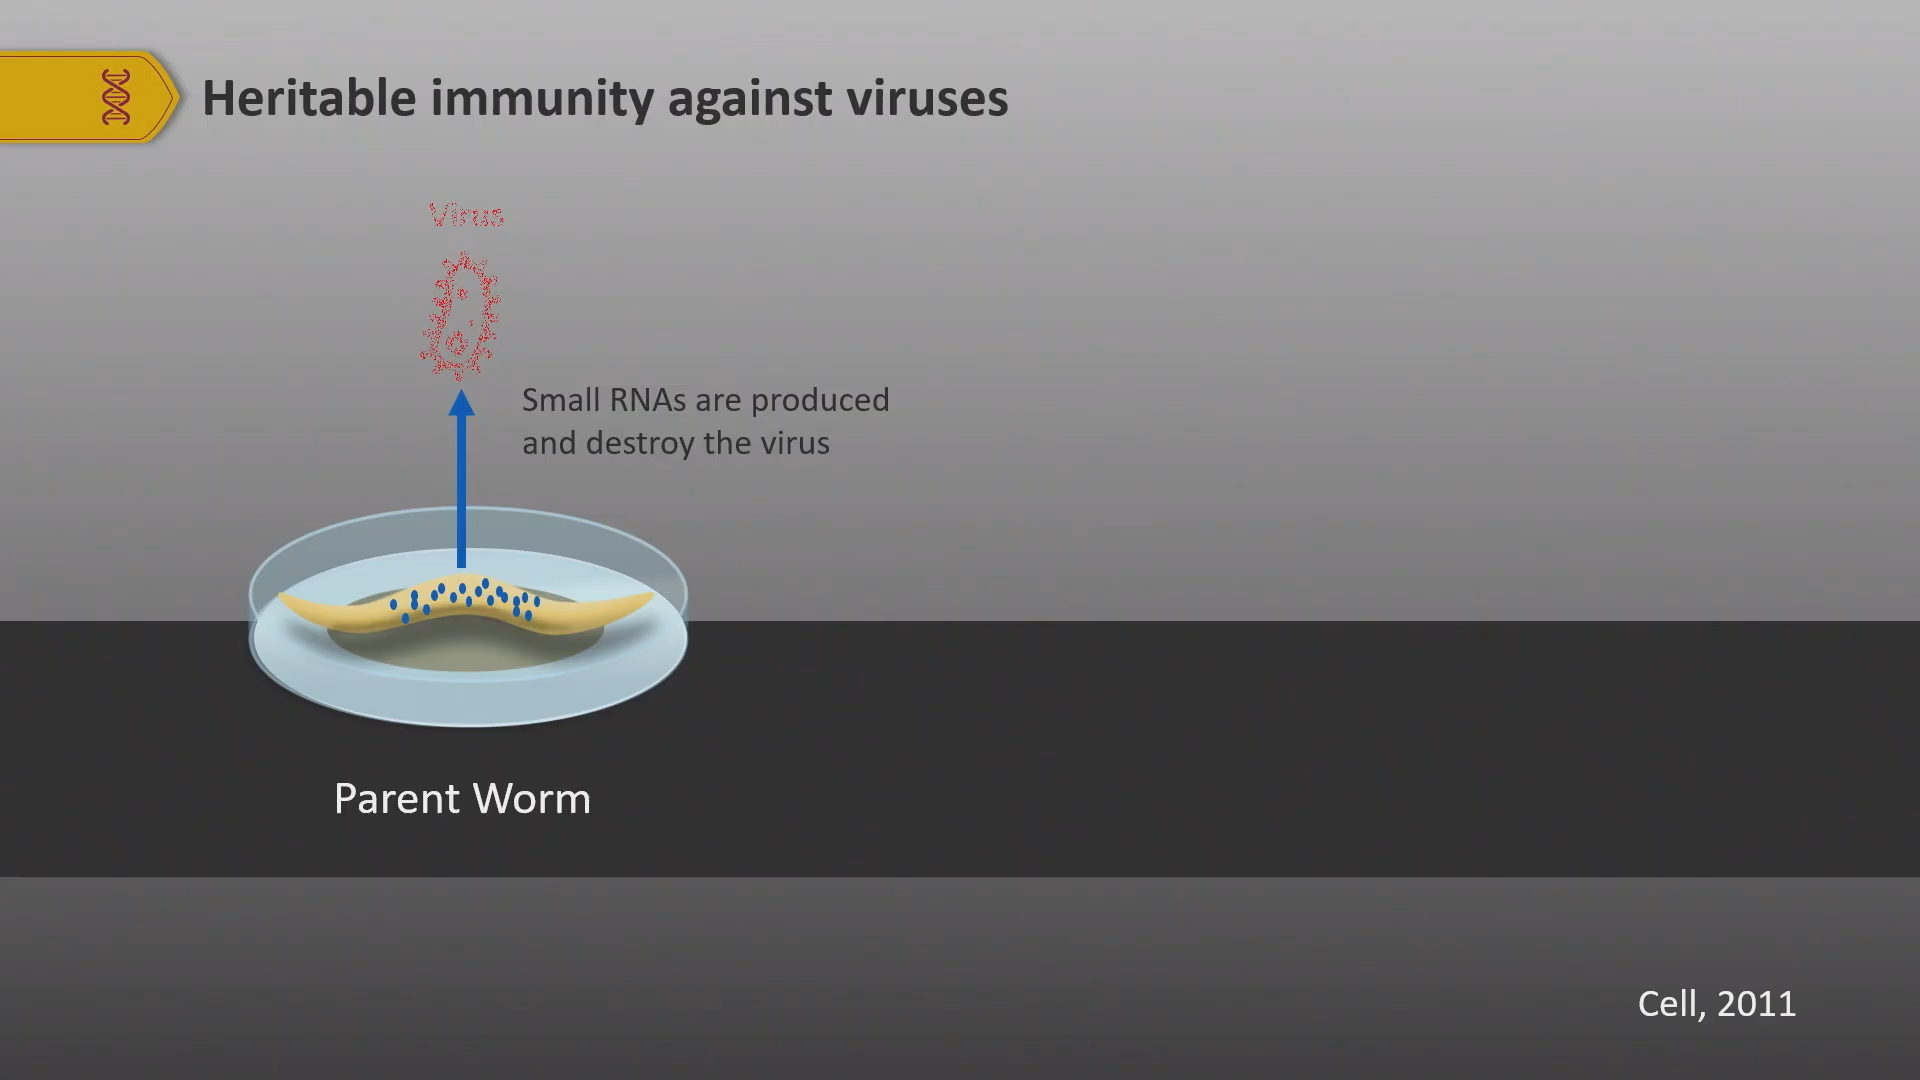 Heritable immunity against viruses
Virus
Small RNAs are produced
and destroy the virus
Parent Worm
Cell, 2011